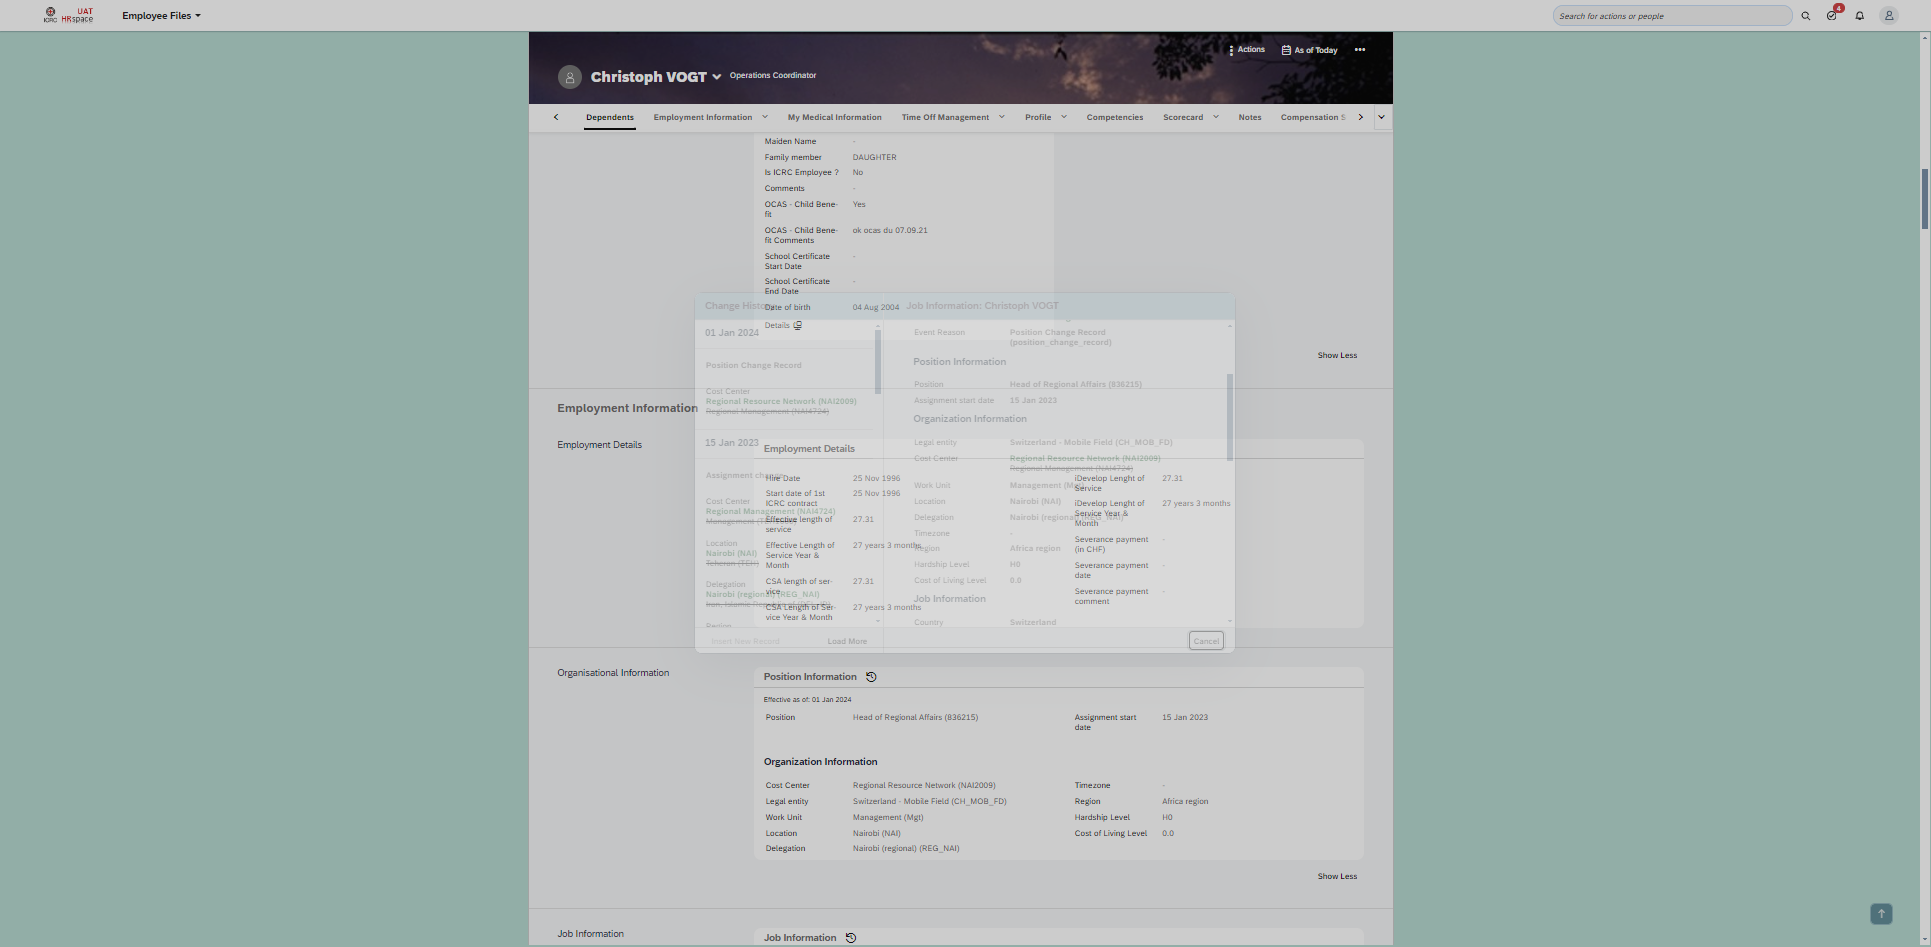 ICRC
UAT
HRspace
Employee Files
Search for actions or people
4
Actions
As of Today
Christoph VOGT
Operations Coordinator
Dependents
Employment Information
My Medical Information
Time Off Management
Profile
Competencies
Scorecard
Notes
Compensation S
Maiden Name -
Family member DAUGHTER
Is ICRC Employee ? No
Comments -
OCAS - Child Bene-
fit
Yes
OCAS - Child Bene-
fit Comments
ok ocas du 07.09.21
School Certificate
Start Date
-
School Certificate
End Date
Date of birth 04 Aug 2004
Details
Show Less
Change History
Job Information: Christoph VOGT
01 Jan 2024
Position Change Record
Cost Center
Regional Resource Network (NAI2009)
Regional Management (NAI4724)
15 Jan 2023
Assignment change
Cost Center
Regional Management (NAI4724)
Location
Nairobi (NAI)
Teheran (TEH)
Delegation
Nairobi (regional) (REG_NAI)
Region
Insert New Record
Load More
Event Reason Position Change Record
(position_change_record)
Position Information
Position Head of Regional Affairs (836215)
Assignment start date 15 Jan 2023
Organization Information
Legal entity Switzerland - Mobile Field (CH_MOB_FD)
Cost Center Regional Resource Network (NAI2009)
Regional Management (NAI4724)
Work Unit Management (Mgt)
Location Nairobi (NAI)
Delegation Nairobi (regional) (REG_NAI)
Timezone -
Region Africa region
Hardship Level H0
Cost of Living Level 0.0
Job Information
Country Switzerland
Cancel
Employment Information
Employment Details
Employment Details
Hire Date 25 Nov 1996
Start date of 1st
ICRC contract
25 Nov 1996
Effective length of
service
27.31
Effective Length of
Service Year &
Month
27 years 3 months
CSA length of ser-
vice
27.31
CSA Length of Ser-
vice Year & Month
27 years 3 months
iDevelop Lenght of
Service
27.31
iDevelop Lenght of
Service Year &
Month
27 years 3 months
Severance payment
(in CHF)
-
Severance payment
date
-
Severance payment
comment
-
Organisational Information
Position Information
Effective as of: 01 Jan 2024
Position Head of Regional Affairs (836215)
Assignment start
date
15 Jan 2023
Organization Information
Cost Center Regional Resource Network (NAI2009)
Legal entity Switzerland - Mobile Field (CH_MOB_FD)
Work Unit Management (Mgt)
Location Nairobi (NAI)
Delegation Nairobi (regional) (REG_NAI)
Timezone -
Region Africa region
Hardship Level H0
Cost of Living Level 0.0
Show Less
Job Information
Job Information